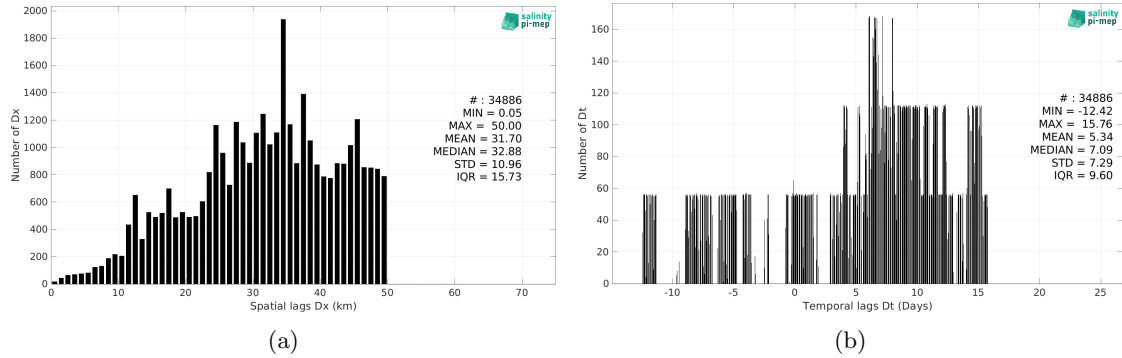 2000
1800
1600
1400
1200
1000
800
600
400
200
0
Number of Dx
salinity
pi-mep
# : 34886
MIN = 0.05
MAX = 50.00
MEAN = 31.70
MEDIAN = 32.88
STD = 10.96
IQR = 15.73
0 10 20 30 40 50 60 70
Spatial lags Dx (km)
(a)
160
140
120
100
80
60
40
20
0
Number of Dt
salinity
pi-mep
# : 34886
MIN = -12.42
MAX = 15.76
MEAN = 5.34
MEDIAN = 7.09
STD = 7.29
IQR = 9.60
-10 -5 0 5 10 15 20 25
Temporal lags Dt (Days)
(b)